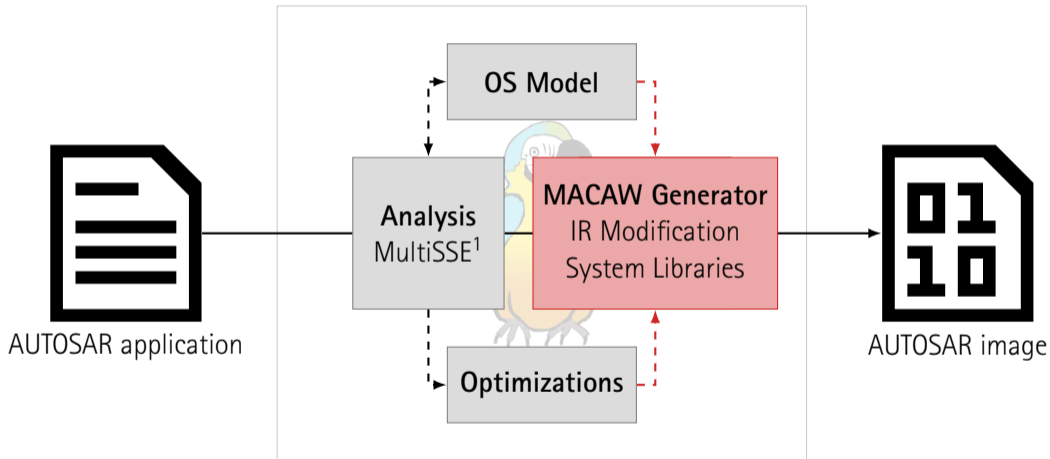 OS Model
Analysis
MultiSSE¹
MACAW Generator
IR Modification
System Libraries
01
10
AUTOSAR application
AUTOSAR image
Optimizations